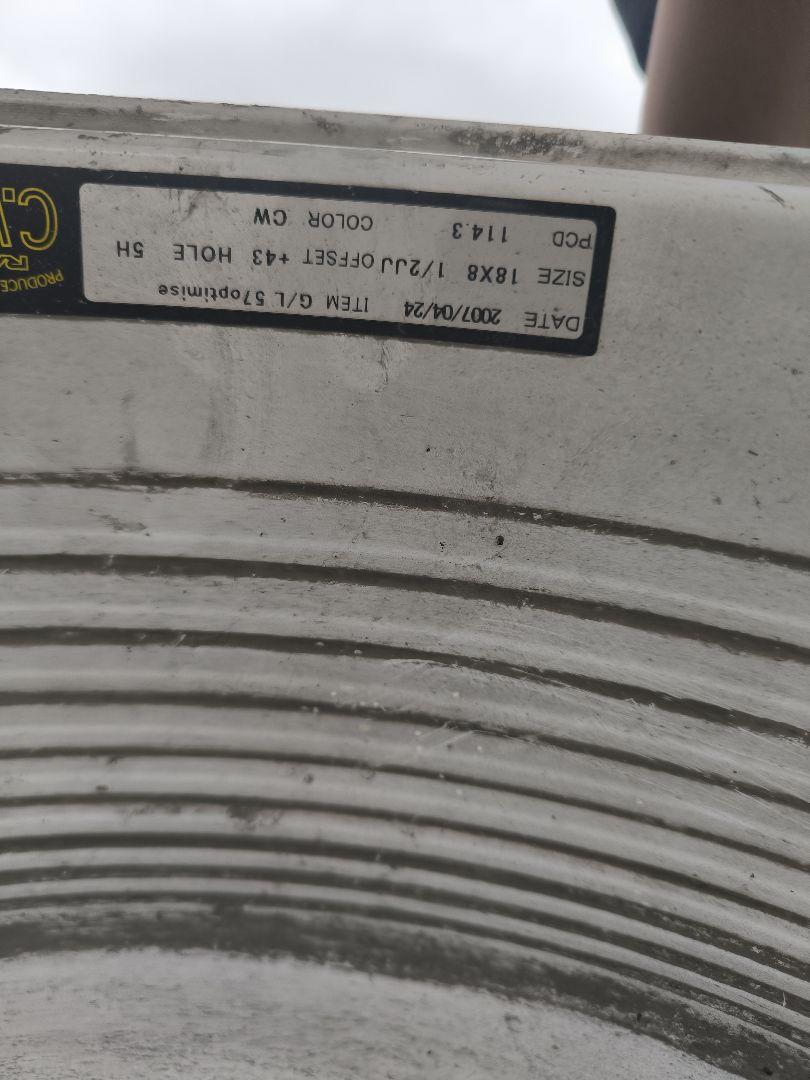 DATE 2007/04/24 ITEM G/L 57optimise
SIZE 18X8 1/2JJ OFFSET +43 HOLE 5H
PCD 114.3 COLOR CW